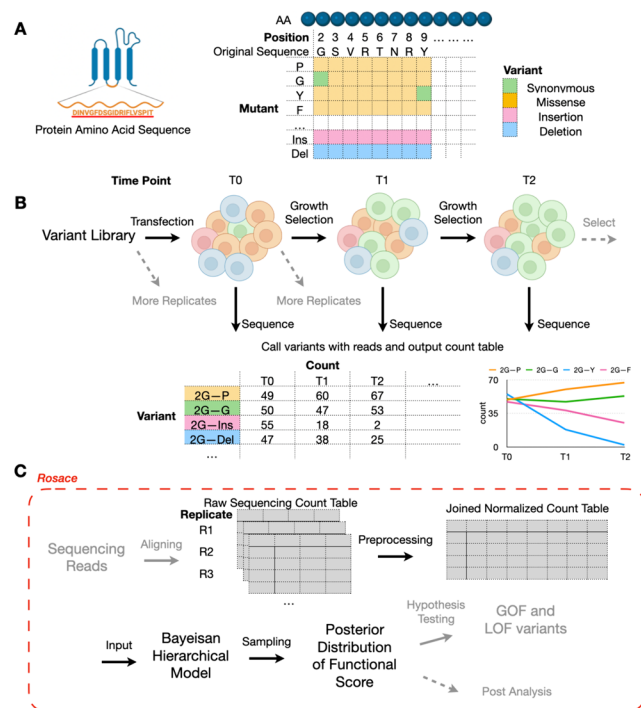 A
AA
Position 2 3 4 5 6 7 8 9 ... ... ...
Original Sequence G S V R T N R Y
P
G
Y
Mutant
F
...
Ins
Del
Variant
Synonymous
Missense
Insertion
Deletion
DINVGFDSGIDRIFLVSPIT
Protein Amino Acid Sequence
Time Point T0 T1 T2
B
Variant Library
Transfection
Growth
Selection
Growth
Selection
Select
More Replicates
More Replicates
Sequence
Sequence
Sequence
Call variants with reads and output count table
Count
T0 T1 T2 ...
Variant
2G—P 49 60 67
2G—G 50 47 53
2G—Ins 55 18 2
2G—Del 47 38 25
...
2G—P 2G—G 2G—Y 2G—F
70
35
0
count
T0 T1 T2
C
Rosace
Sequencing
Reads
Aligning
Raw Sequencing Count Table
Replicate
R1
R2
R3
...
Preprocessing
Joined Normalized Count Table
Input
Bayeisan
Hierarchical
Model
Sampling
Posterior
Distribution
of Functional
Score
Hypothesis
Testing
GOF and
LOF variants
Post Analysis